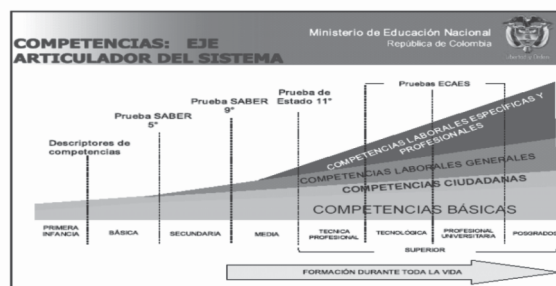 COMPETENCIAS: EJE
ARTICULADOR DEL SISTEMA
Ministerio de Educación Nacional
República de Colombia
Pruebas ECAES
Prueba de
Estado 11°
Prueba SABER
9°
Prueba SABER
5°
Descriptores de
competencias
COMPETENCIAS LABORALES ESPECÍFICAS Y
PROFESIONALES
COMPETENCIAS LABORALES GENERALES
COMPETENCIAS CIUDADANAS
COMPETENCIAS BÁSICAS
PRIMERA
INFANCIA
BÁSICA
SECUNDARIA
MEDIA
TECNICA
PROFESIONAL
TECNOLÓGICA
PROFESIONAL
UNIVERSITARIA
POSGRADOS
SUPERIOR
FORMACIÓN DURANTE TODA LA VIDA